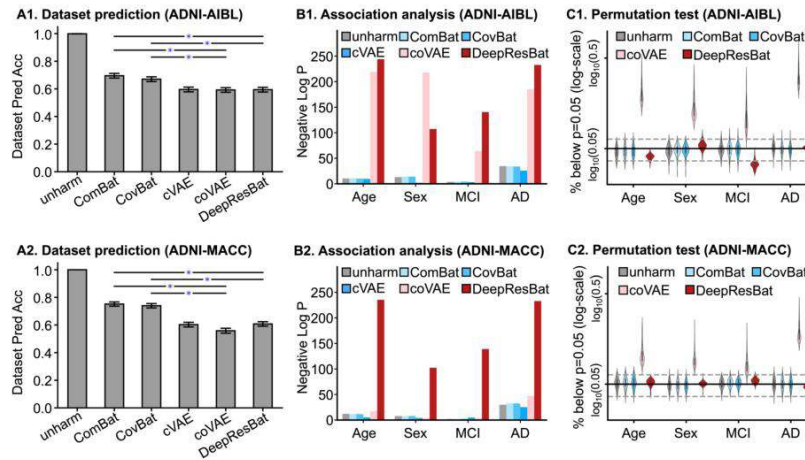 A1. Dataset prediction (ADNI-AIBL)
Dataset Pred Acc
1.0
0.8
0.6
0.4
0.2
0.0
* * * *
unharm
ComBat
CovBat
cVAE
coVAE
DeepResBat
B1. Association analysis (ADNI-AIBL)
unharm ComBat CovBat
cVAE coVAE DeepResBat
Negative Log P
250
200
150
100
50
0
Age Sex MCI AD
C1. Permutation test (ADNI-AIBL)
unharm ComBat CovBat
coVAE DeepResBat
% below p=0.05 (log-scale)
log10(0.5)
log10(0.05)
Age Sex MCI AD
A2. Dataset prediction (ADNI-MACC)
Dataset Pred Acc
1.0
0.8
0.6
0.4
0.2
0.0
* * * *
unharm
ComBat
CovBat
cVAE
coVAE
DeepResBat
B2. Association analysis (ADNI-MACC)
unharm ComBat CovBat
cVAE coVAE DeepResBat
Negative Log P
250
200
150
100
50
0
Age Sex MCI AD
C2. Permutation test (ADNI-MACC)
unharm ComBat CovBat
coVAE DeepResBat
% below p=0.05 (log-scale)
log10(0.5)
log10(0.05)
Age Sex MCI AD